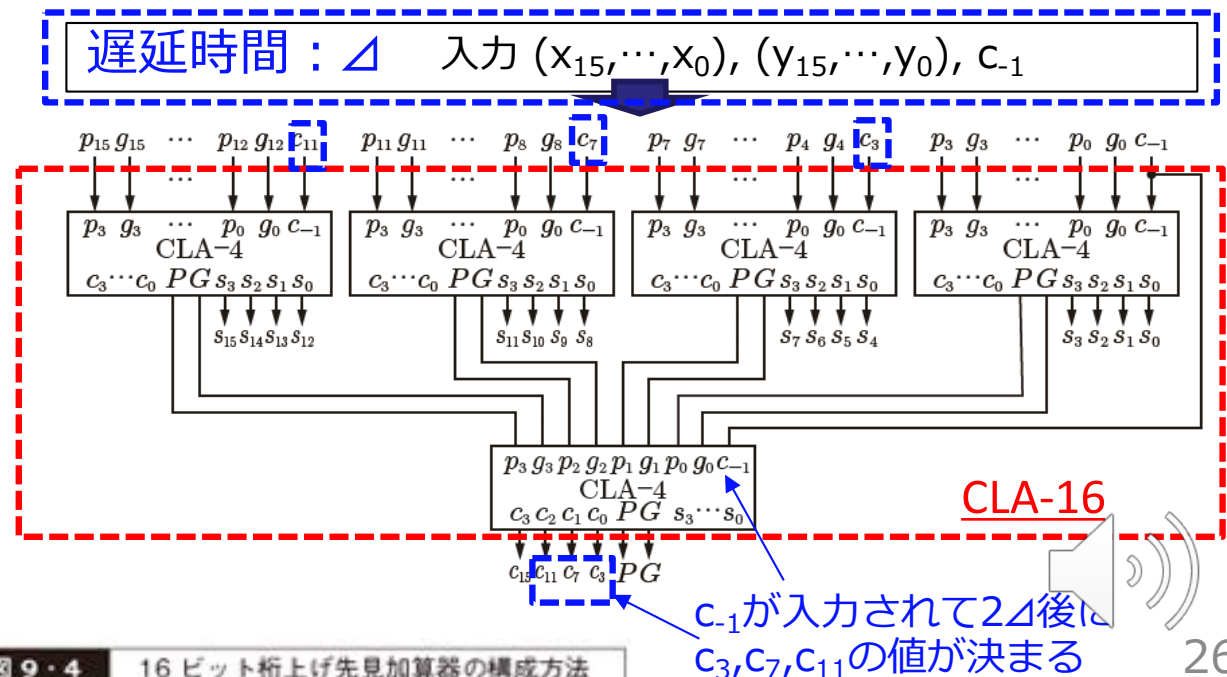 遅延時間：⊿ 入力 (x₁₅,…,x₀), (y₁₅,…,y₀), c₋₁
p₁₅ g₁₅ … p₁₂ g₁₂ c₁₁ p₁₁ g₁₁ … p₈ g₈ c₇ p₇ g₇ … p₄ g₄ c₃ p₃ g₃ … p₀ g₀ c₋₁
… … … …
p₃ g₃ … p₀ g₀ c₋₁ p₃ g₃ … p₀ g₀ c₋₁ p₃ g₃ … p₀ g₀ c₋₁ p₃ g₃ … p₀ g₀ c₋₁
CLA−4 CLA−4 CLA−4 CLA−4
c₃…c₀ P G s₃ s₂ s₁ s₀ c₃…c₀ P G s₃ s₂ s₁ s₀ c₃…c₀ P G s₃ s₂ s₁ s₀ c₃…c₀ P G s₃ s₂ s₁ s₀
s₁₅ s₁₄ s₁₃ s₁₂ s₁₁ s₁₀ s₉ s₈ s₇ s₆ s₅ s₄ s₃ s₂ s₁ s₀
p₃ g₃ p₂ g₂ p₁ g₁ p₀ g₀ c₋₁
CLA−4
c₃ c₂ c₁ c₀ P G s₃…s₀
CLA-16
c₁₅ c₁₁ c₇ c₃ P G
c₋₁が入力されて2⊿後に
c₃,c₇,c₁₁の値が決まる
図 9・4 16 ビット桁上げ先見加算器の構成方法
26